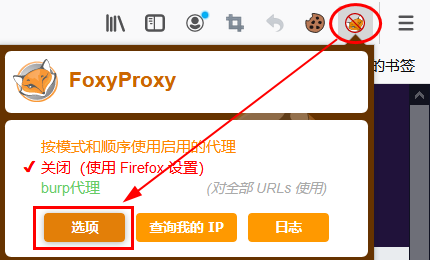 的书签
FoxyProxy
按模式和顺序使用启用的代理
✔ 关闭（使用 Firefox 设置）
burp代理 (对全部 URLs 使用)
选项 查询我的 IP 日志